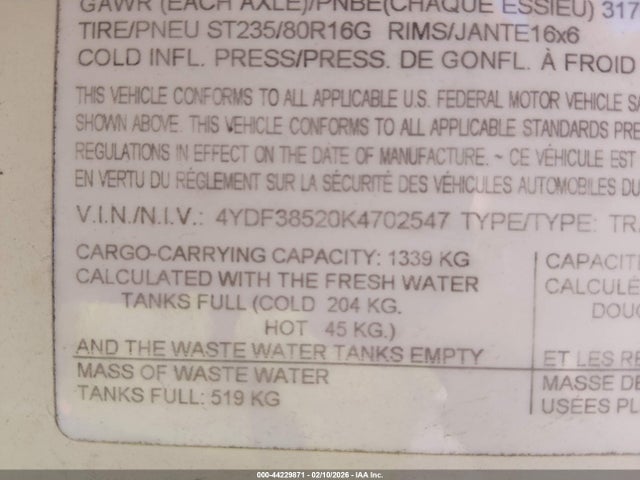 GAWR (EACH AXLE)/PNBE(CHAQUE ESSIEU) 317
TIRE/PNEU ST235/80R16G RIMS/JANTE16x6
COLD INFL. PRESS/PRESS. DE GONFL. À FROID
THIS VEHICLE CONFORMS TO ALL APPLICABLE U.S. FEDERAL MOTOR VEHICLE SA
SHOWN ABOVE. THIS VEHICLE CONFORMS TO ALL APPLICABLE STANDARDS PRE
REGULATIONS IN EFFECT ON THE DATE OF MANUFACTURE. ~ CE VÉHICULE EST
EN VERTU DU RÉGLEMENT SUR LA SÉCURITÉ DES VÉHICULES AUTOMOBILES DU
V.I.N./N.I.V.: 4YDF38520K4702547 TYPE/TYPE: TRA
CARGO-CARRYING CAPACITY: 1339 KG
CALCULATED WITH THE FRESH WATER
TANKS FULL (COLD 204 KG.
HOT 45 KG.)
AND THE WASTE WATER TANKS EMPTY
MASS OF WASTE WATER
TANKS FULL: 519 KG
CAPACITÉ
CALCULÉ
DOUC
ET LES RÉ
MASSE DE
USÉES PL
000-44229871 - 02/10/2026 - IAA Inc.